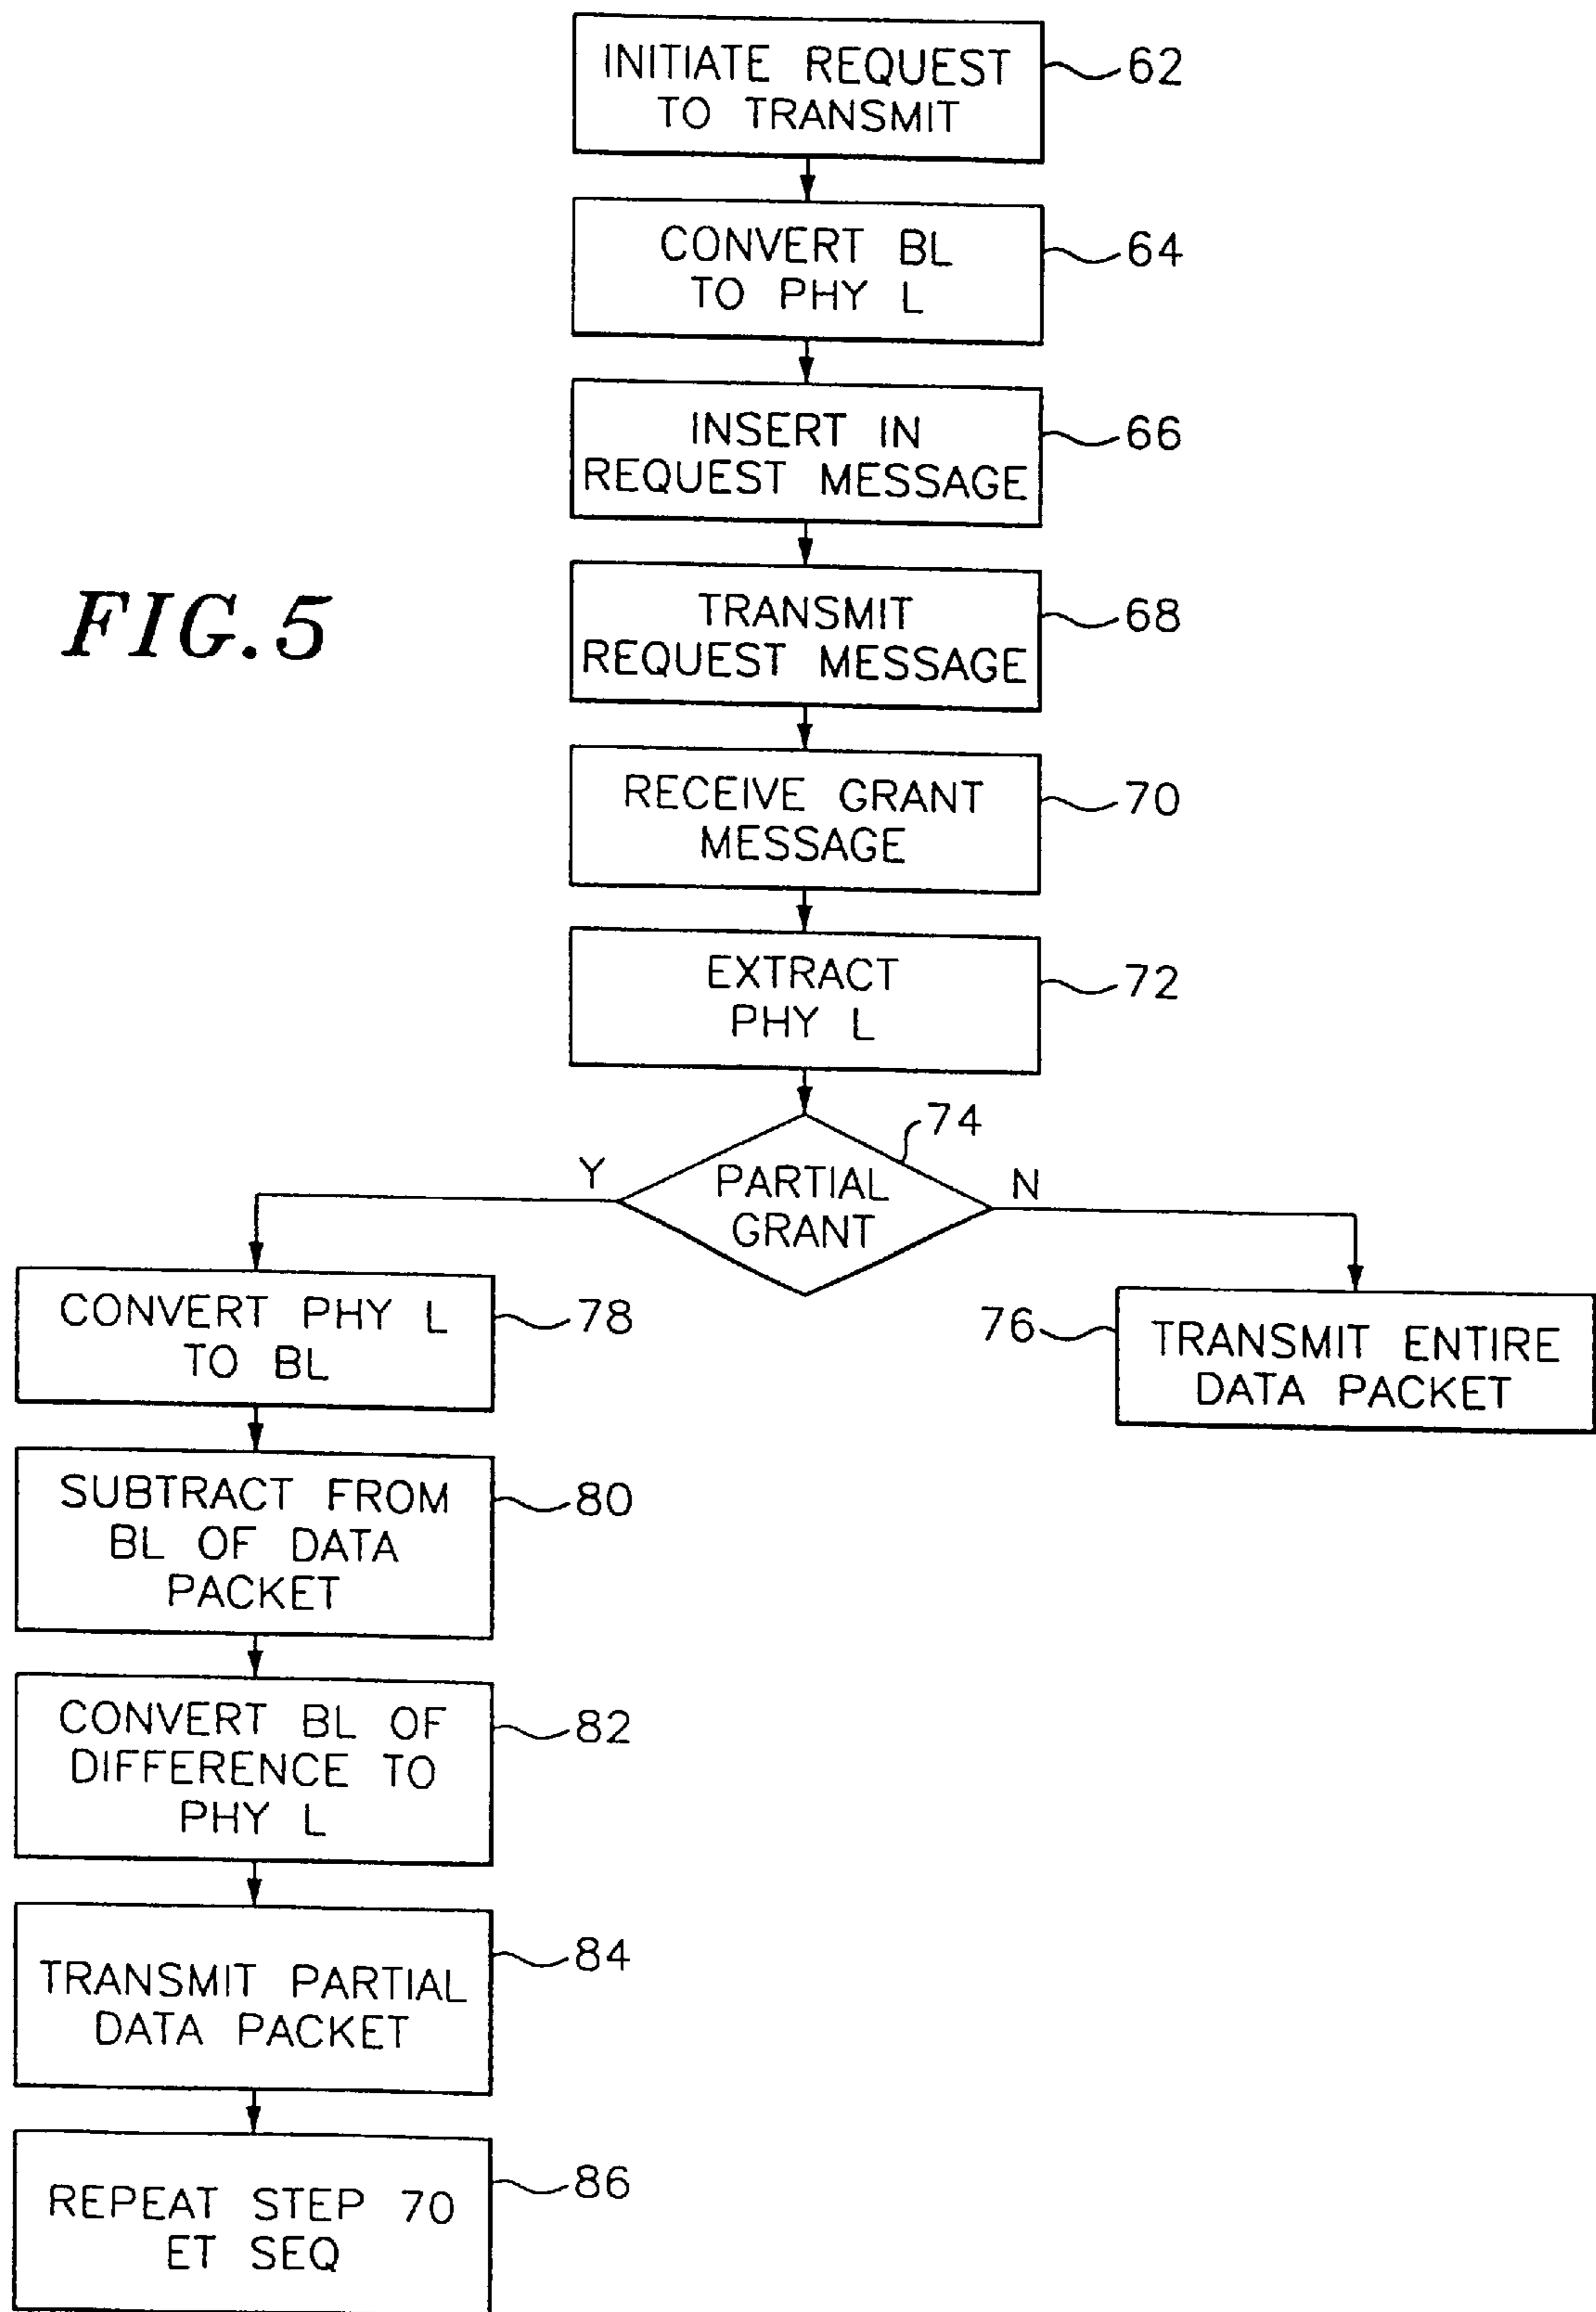 INITIATE REQUEST
TO TRANSMIT
62
CONVERT BL
TO PHY L
64
INSERT IN
REQUEST MESSAGE
66
FIG.5
TRANSMIT
REQUEST MESSAGE
68
RECEIVE GRANT
MESSAGE
70
EXTRACT
PHY L
72
74
PARTIAL
GRANT
Y
N
CONVERT PHY L
TO BL
78
76
TRANSMIT ENTIRE
DATA PACKET
SUBTRACT FROM
BL OF DATA
PACKET
80
CONVERT BL OF
DIFFERENCE TO
PHY L
82
TRANSMIT PARTIAL
DATA PACKET
84
REPEAT STEP 70
ET SEQ
86